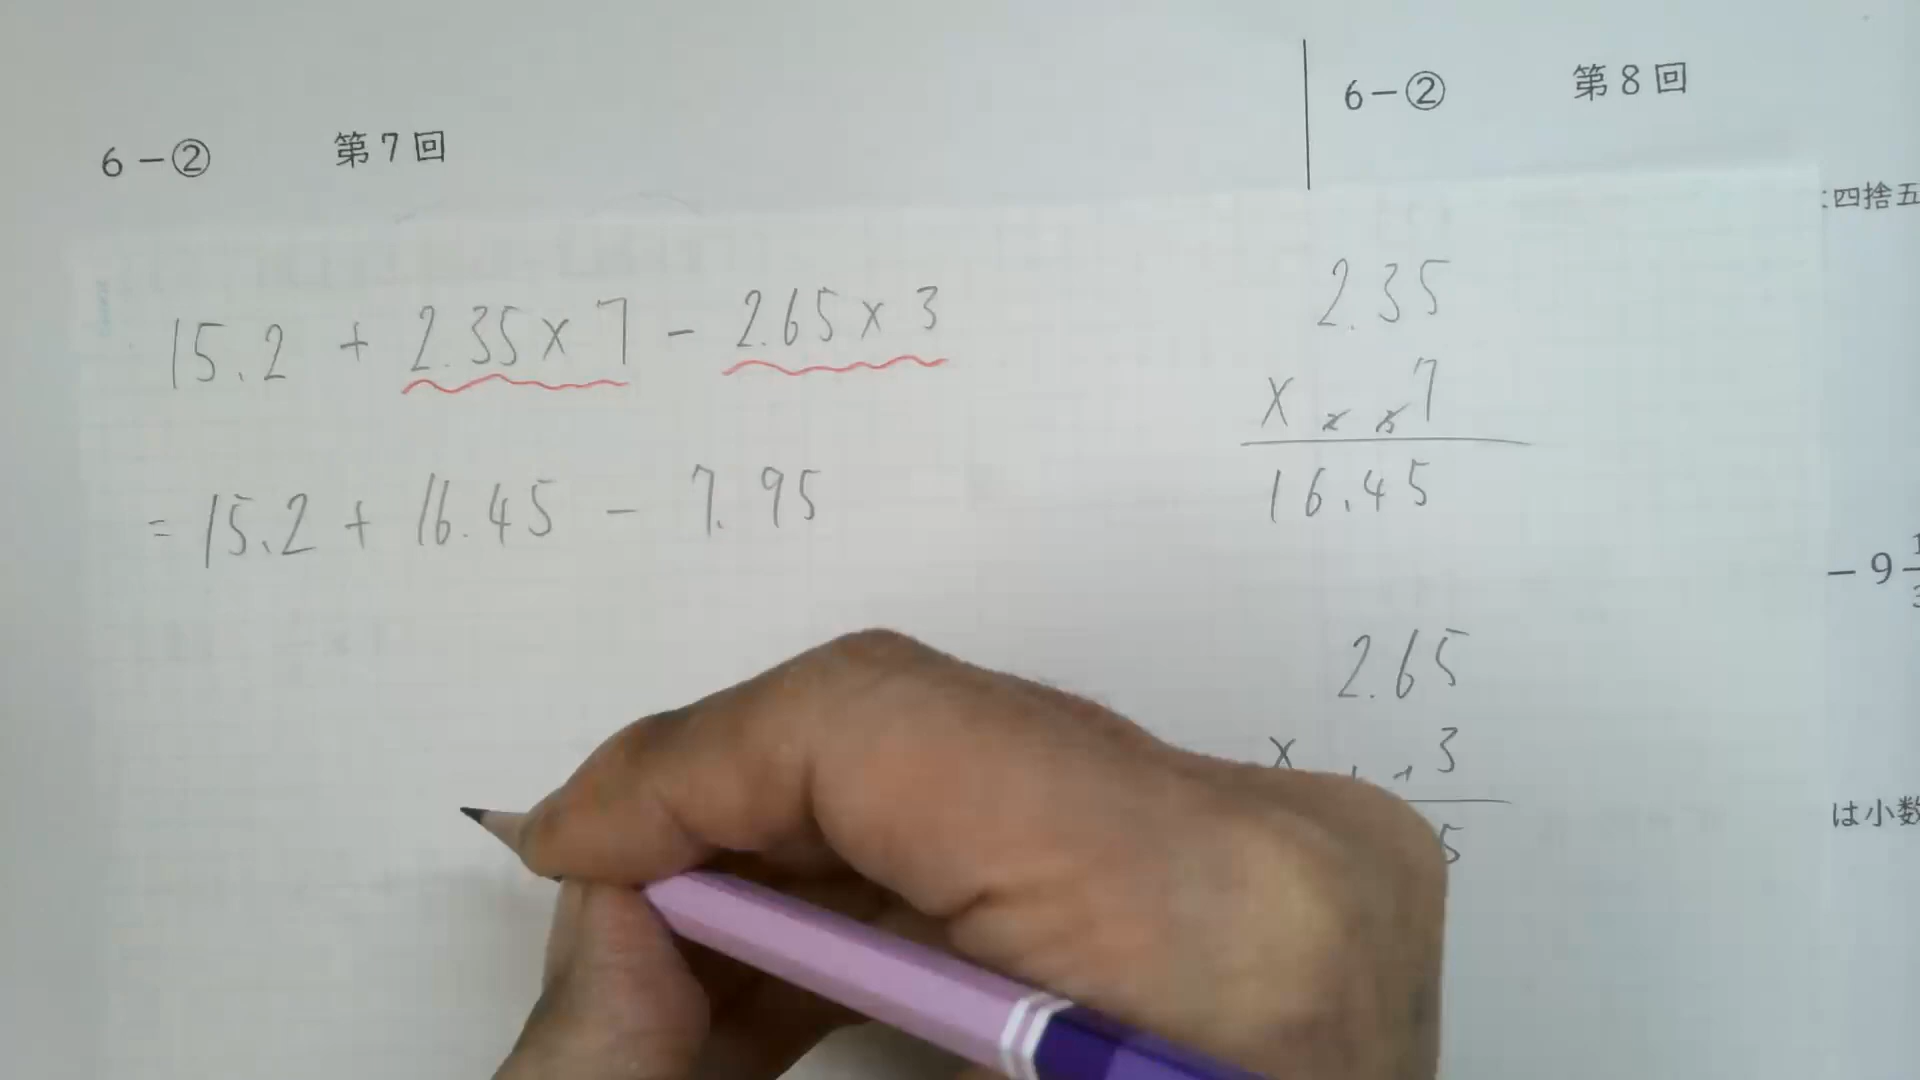 6-② 第7回
6-② 第8回
:四捨五
15.2 + 2.35×7 - 2.65×3
= 15.2 + 16.45 - 7.95
2.35
× 7
16.45
2.65
× 3
5
- 9
は小数